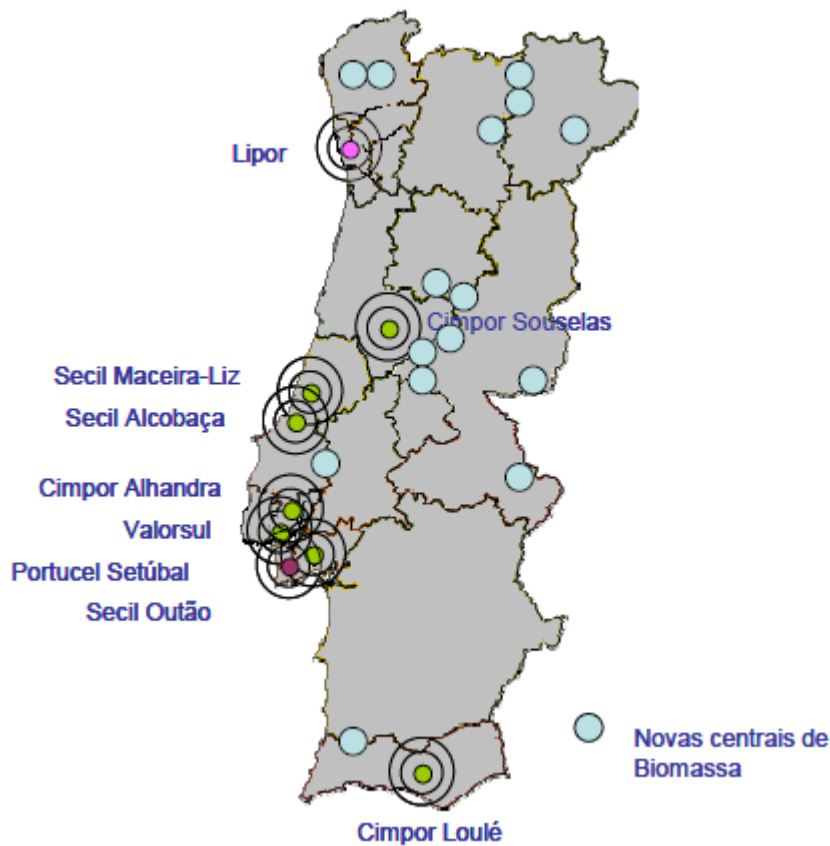 Lipor
Cimpor Souselas
Secil Maceira-Liz
Secil Alcobaça
Cimpor Alhandra
Valorsul
Portucel Setúbal
Secil Outão
Novas centrais de
Biomassa
Cimpor Loulé